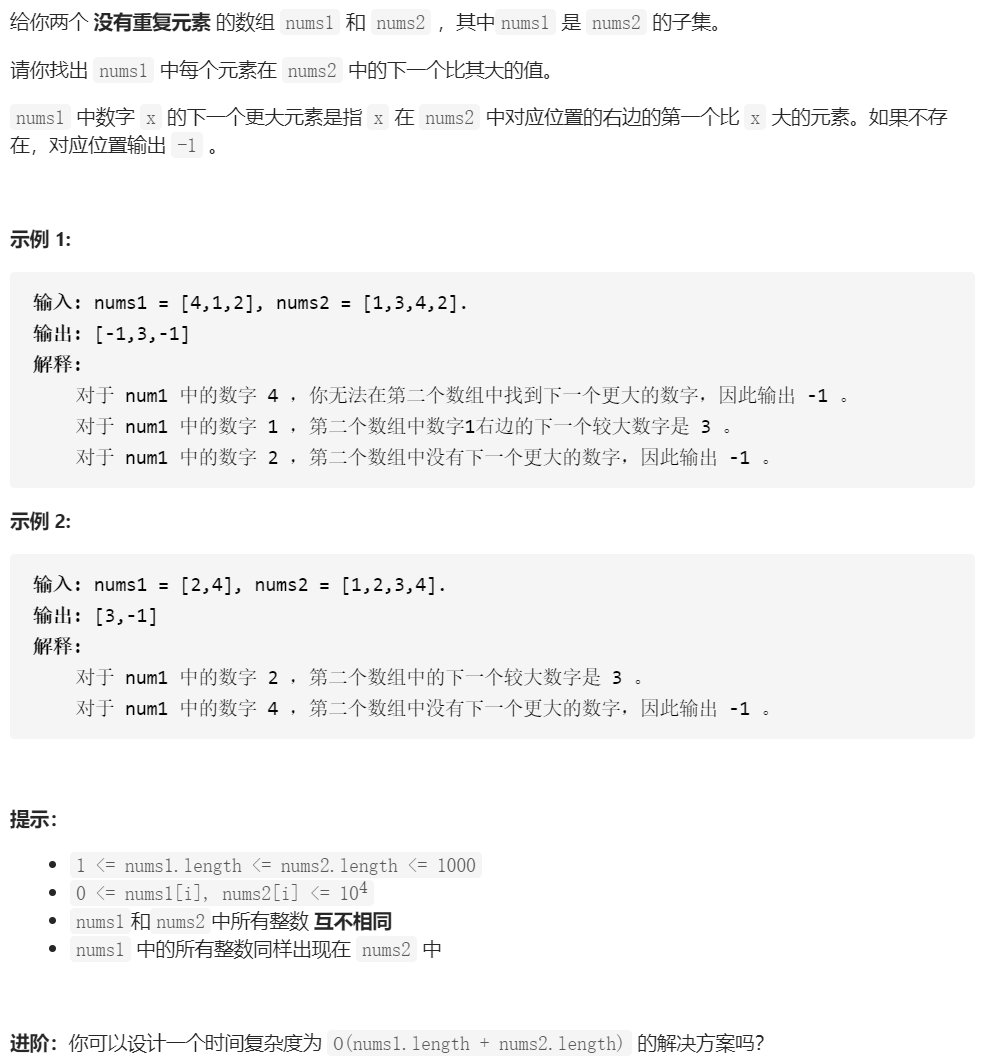 给你两个 没有重复元素 的数组 nums1 和 nums2 ，其中nums1 是 nums2 的子集。
请你找出 nums1 中每个元素在 nums2 中的下一个比其大的值。
nums1 中数字 x 的下一个更大元素是指 x 在 nums2 中对应位置的右边的第一个比 x 大的元素。如果不存
在，对应位置输出 -1 。
示例 1:
输入: nums1 = [4,1,2], nums2 = [1,3,4,2].
输出: [-1,3,-1]
解释:
对于 num1 中的数字 4 ，你无法在第二个数组中找到下一个更大的数字，因此输出 -1 。
对于 num1 中的数字 1 ，第二个数组中数字1右边的下一个较大数字是 3 。
对于 num1 中的数字 2 ，第二个数组中没有下一个更大的数字，因此输出 -1 。
示例 2:
输入: nums1 = [2,4], nums2 = [1,2,3,4].
输出: [3,-1]
解释:
对于 num1 中的数字 2 ，第二个数组中的下一个较大数字是 3 。
对于 num1 中的数字 4 ，第二个数组中没有下一个更大的数字，因此输出 -1 。
提示：
• 1 <= nums1.length <= nums2.length <= 1000
• 0 <= nums1[i], nums2[i] <= 10⁴
• nums1和nums2中所有整数 互不相同
• nums1 中的所有整数同样出现在 nums2 中
进阶：你可以设计一个时间复杂度为 O(nums1.length + nums2.length) 的解决方案吗？